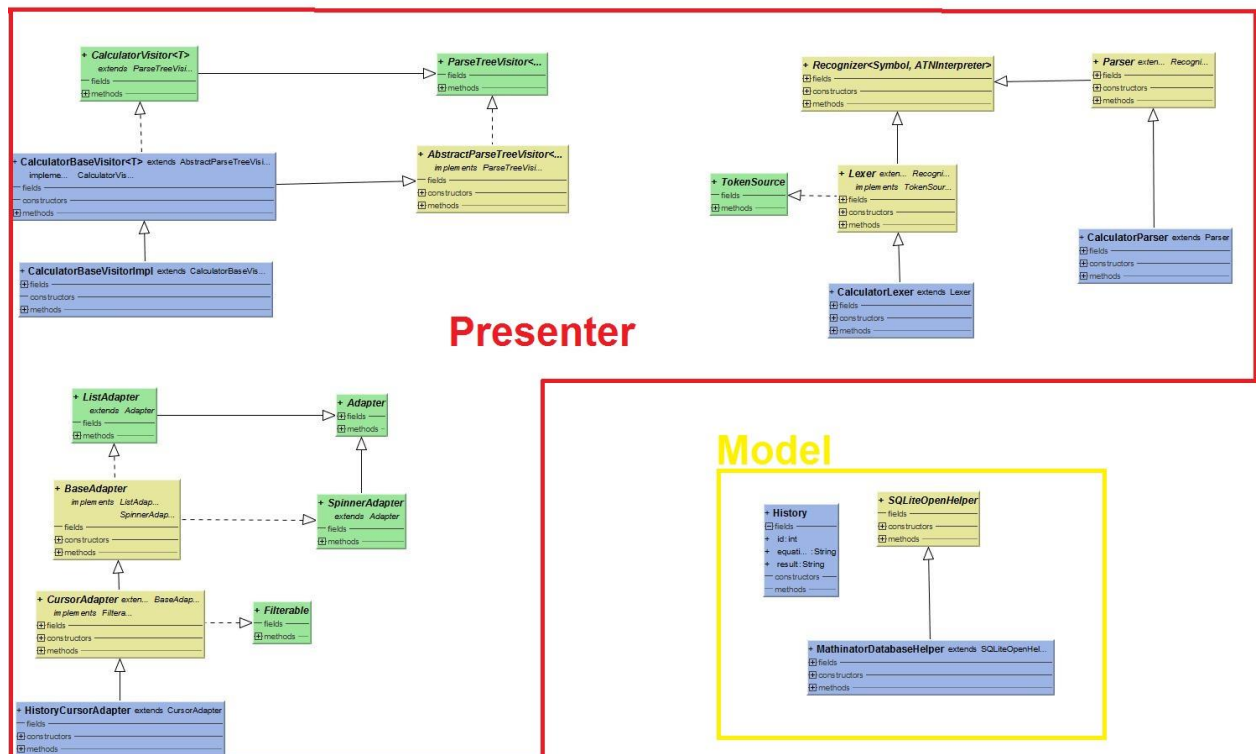 + CalculatorVisitor<T>
extends ParseTreeVisi...
fields
methods
+ ParseTreeVisitor<...
fields
methods
+ CalculatorBaseVisitor<T> extends AbstractParseTreeVisi...
impleme... CalculatorVis...
fields
constructors
methods
+ AbstractParseTreeVisitor<...
implements ParseTreeVisi...
fields
constructors
methods
+ CalculatorBaseVisitorImpl extends CalculatorBaseVis...
fields
constructors
methods
+ Recognizer<Symbol, ATNInterpreter>
fields
constructors
methods
+ Parser exten... Recogni...
fields
constructors
methods
+ TokenSource
fields
methods
+ Lexer exten... Recogni...
implements TokenSour...
fields
constructors
methods
+ CalculatorParser extends Parser
fields
constructors
methods
+ CalculatorLexer extends Lexer
fields
constructors
methods
Presenter
+ ListAdapter
extends Adapter
fields
methods
+ Adapter
fields
methods
+ BaseAdapter
implements ListAdap...
SpinnerAdap...
fields
constructors
methods
+ SpinnerAdapter
extends Adapter
fields
methods
+ CursorAdapter exten... BaseAdap...
implements Filtera...
fields
constructors
methods
+ Filterable
methods
+ HistoryCursorAdapter extends CursorAdapter
fields
constructors
methods
Model
+ History
fields
+ id: int
+ equati... : String
+ result: String
constructors
methods
+ SQLiteOpenHelper
fields
constructors
methods
+ MathinatorDatabaseHelper extends SQLiteOpenHel...
fields
constructors
methods